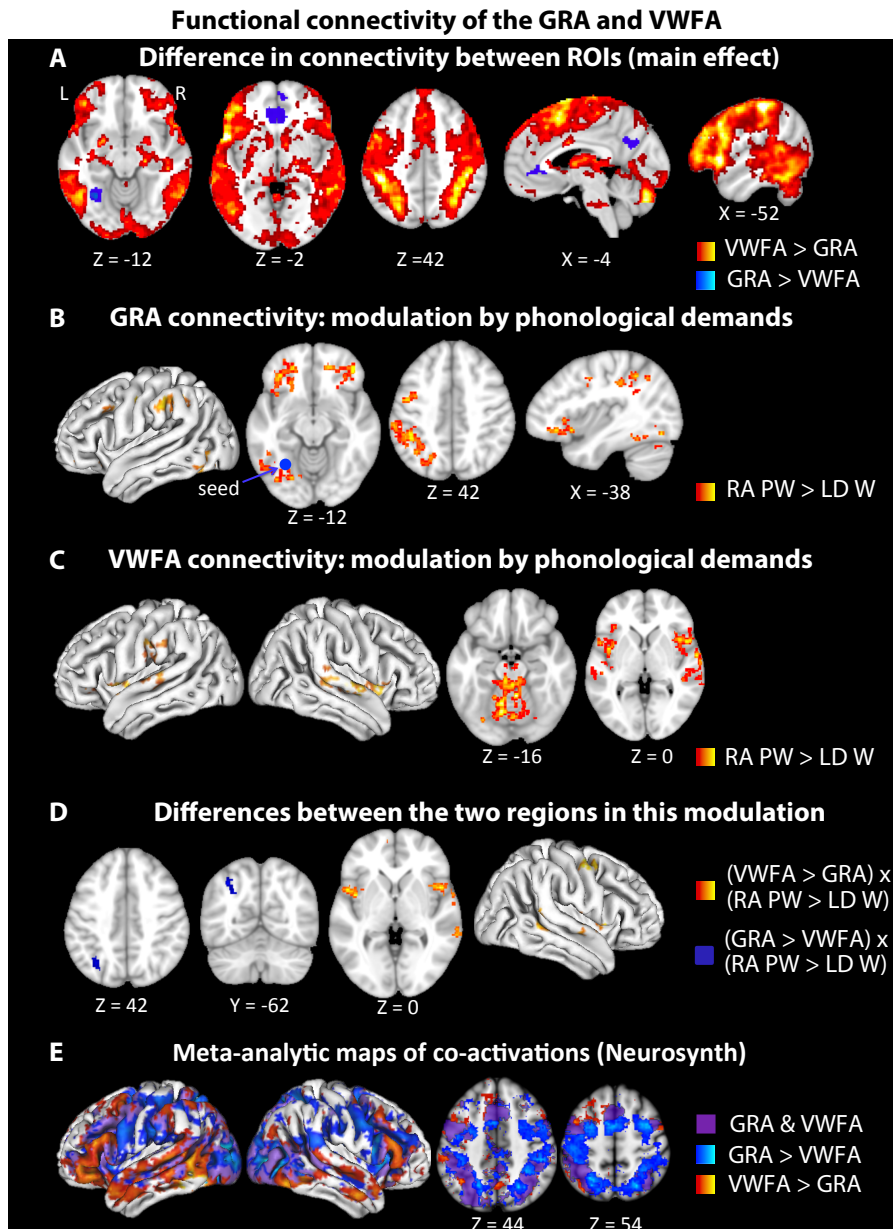 Functional connectivity of the GRA and VWFA
A Difference in connectivity between ROIs (main effect)
L R
Z = -12 Z = -2 Z =42 X = -4 X = -52
VWFA > GRA
GRA > VWFA
B GRA connectivity: modulation by phonological demands
seed
Z = -12 Z = 42 X = -38
RA PW > LD W
C VWFA connectivity: modulation by phonological demands
Z = -16 Z = 0
RA PW > LD W
D Differences between the two regions in this modulation
(VWFA > GRA) x
(RA PW > LD W)
(GRA > VWFA) x
(RA PW > LD W)
Z = 42 Y = -62 Z = 0
E Meta-analytic maps of co-activations (Neurosynth)
GRA & VWFA
GRA > VWFA
VWFA > GRA
Z = 44 Z = 54